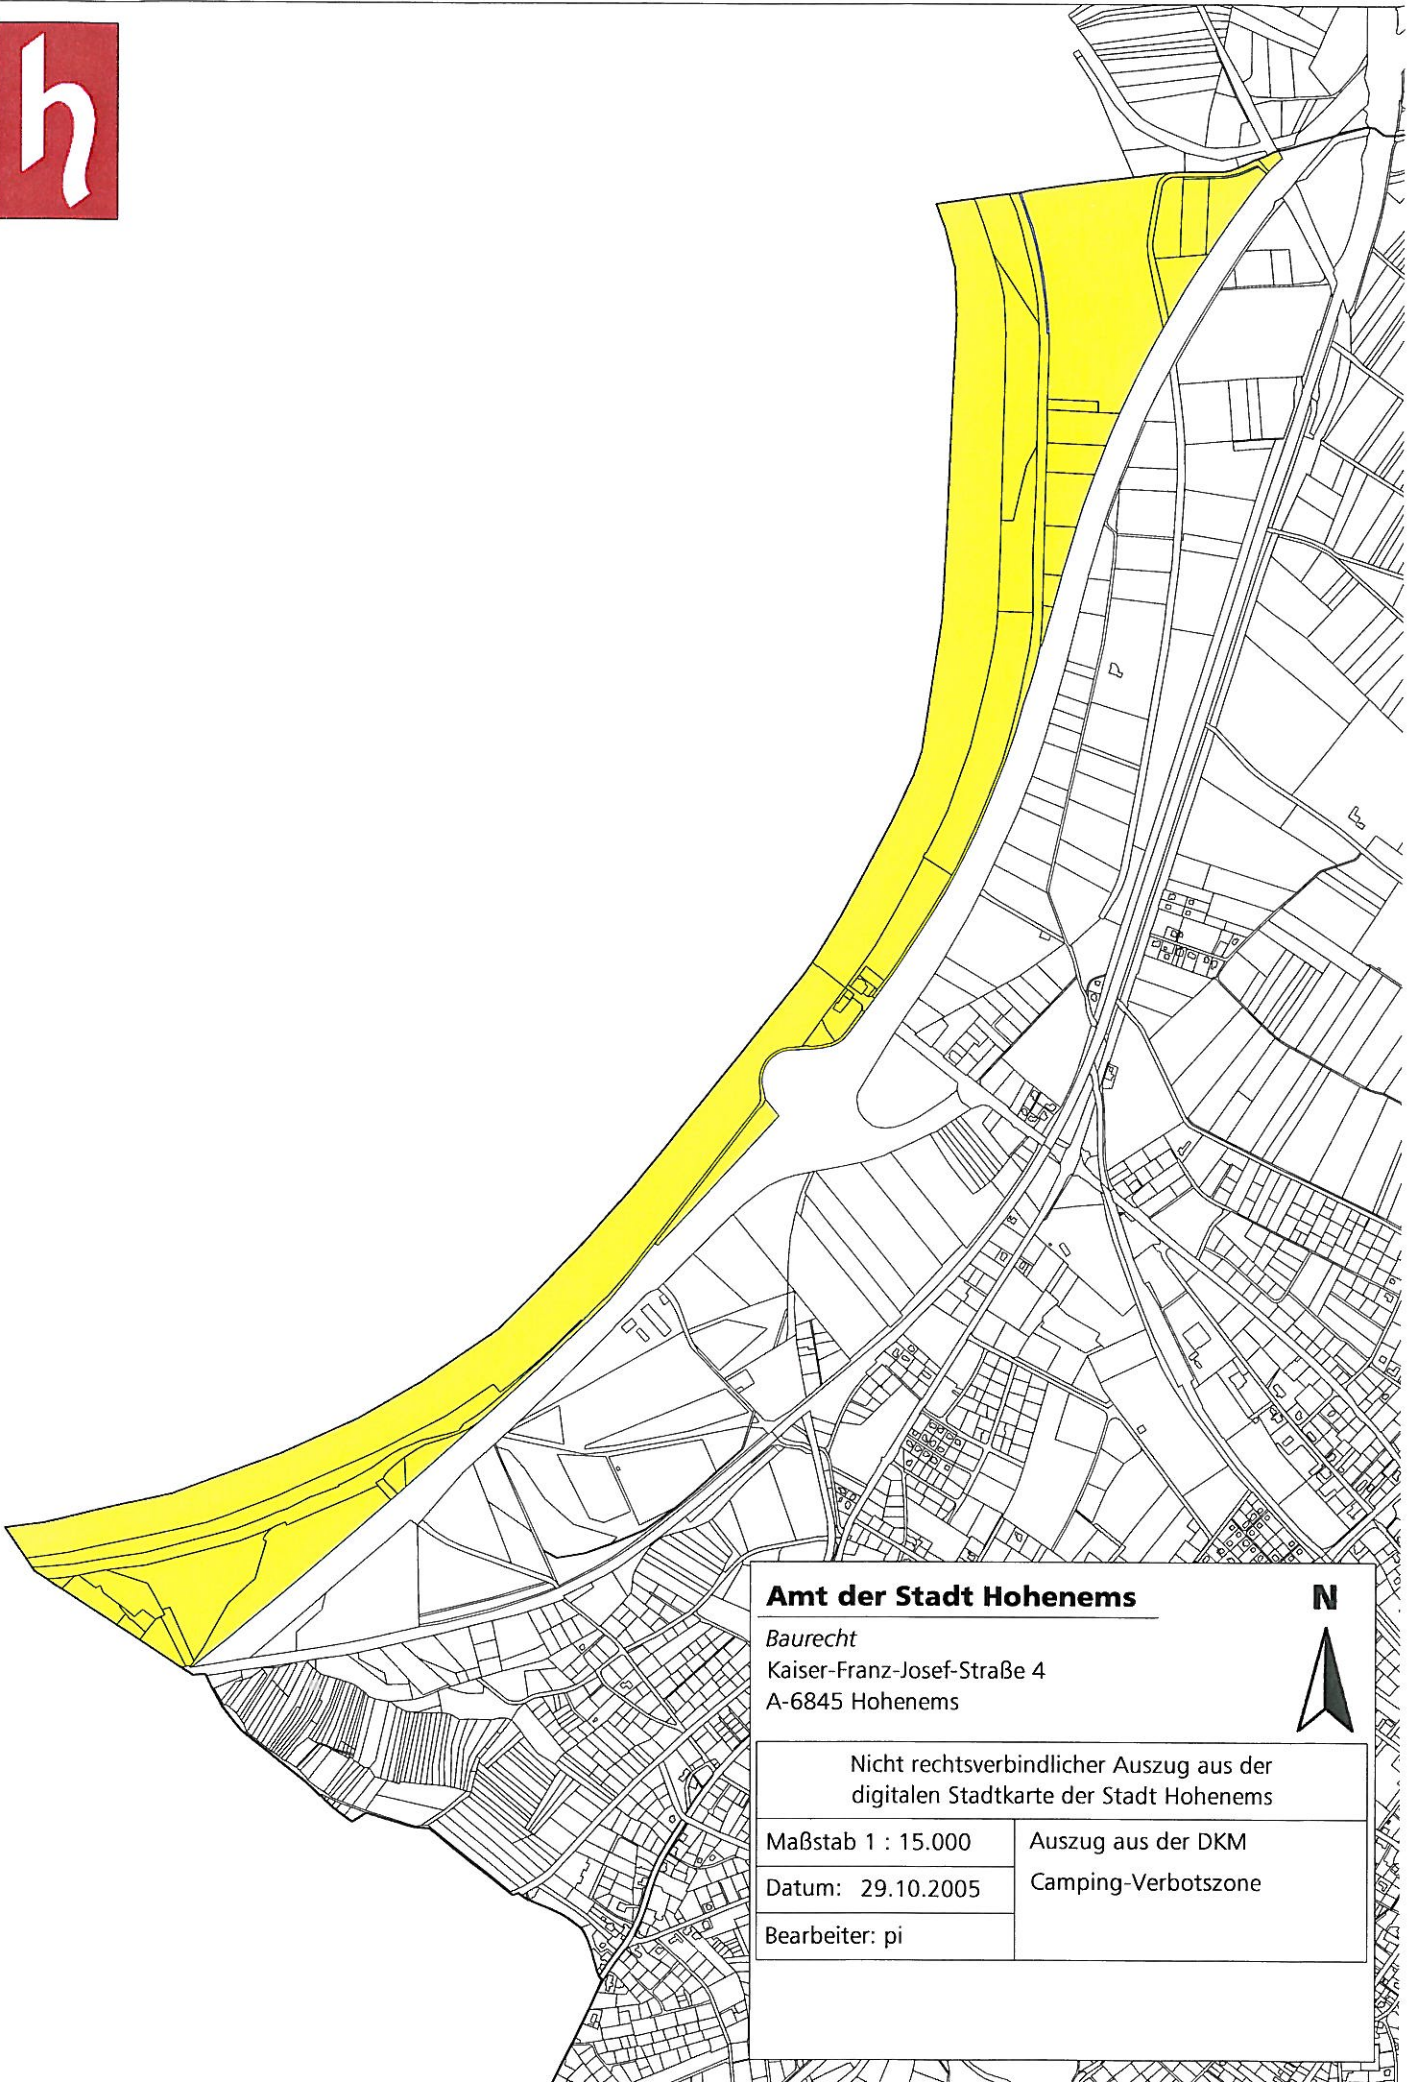 h
Amt der Stadt Hohenems
N
Baurecht
Kaiser-Franz-Josef-Straße 4
A-6845 Hohenems
Nicht rechtsverbindlicher Auszug aus der
digitalen Stadtkarte der Stadt Hohenems
Maßstab 1 : 15.000
Auszug aus der DKM
Camping-Verbotszone
Datum: 29.10.2005
Bearbeiter: pi